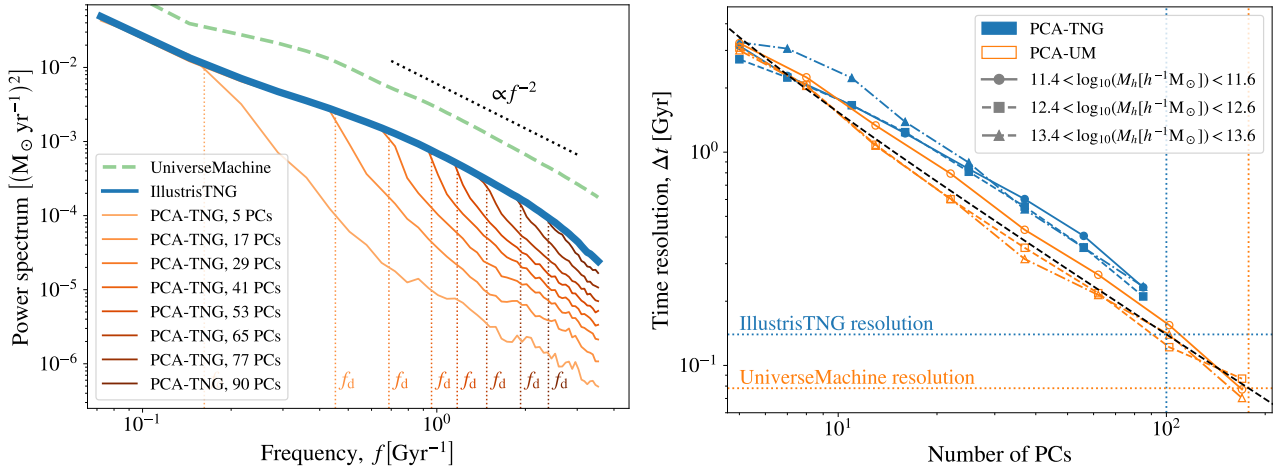 10⁻²
10⁻³
10⁻⁴
10⁻⁵
10⁻⁶
Power spectrum [(M⊙ yr⁻¹)²]
∝f⁻²
UniverseMachine
IllustrisTNG
PCA-TNG, 5 PCs
PCA-TNG, 17 PCs
PCA-TNG, 29 PCs
PCA-TNG, 41 PCs
PCA-TNG, 53 PCs
PCA-TNG, 65 PCs
PCA-TNG, 77 PCs
PCA-TNG, 90 PCs
f_d f_d f_d f_d f_d f_d f_d
10⁻¹ 10⁰
Frequency, f[Gyr⁻¹]
10⁰
10⁻¹
Time resolution, Δt [Gyr]
PCA-TNG
PCA-UM
11.4 < log₁₀(M_h[h⁻¹M⊙]) < 11.6
12.4 < log₁₀(M_h[h⁻¹M⊙]) < 12.6
13.4 < log₁₀(M_h[h⁻¹M⊙]) < 13.6
IllustrisTNG resolution
UniverseMachine resolution
10¹ 10²
Number of PCs